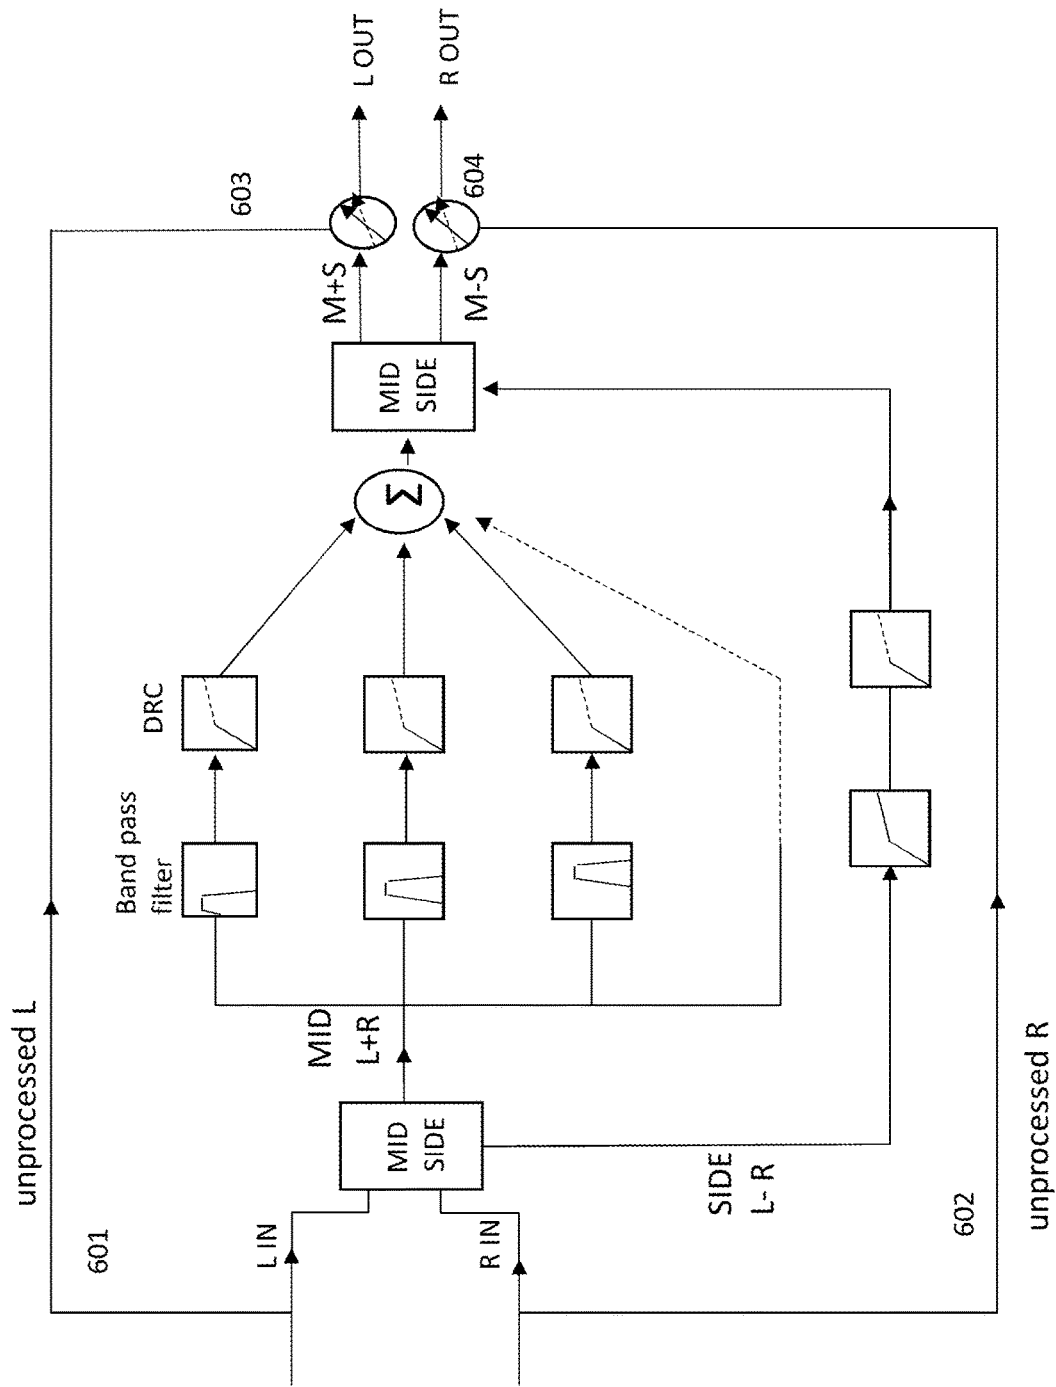 unprocessed L
601
L IN
R IN
MID
SIDE
MID
L+R
SIDE
L- R
Band pass
filter
DRC
Σ
MID
SIDE
M+S
M-S
603
604
L OUT
R OUT
602
unprocessed R